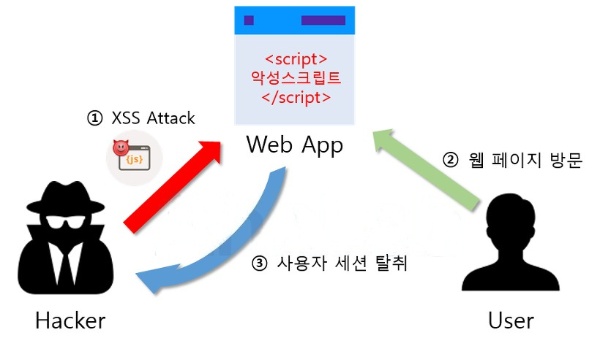 <script>
악성스크립트
</script>
① XSS Attack
{js}
Web App
② 웹 페이지 방문
③ 사용자 세션 탈취
Hacker
User